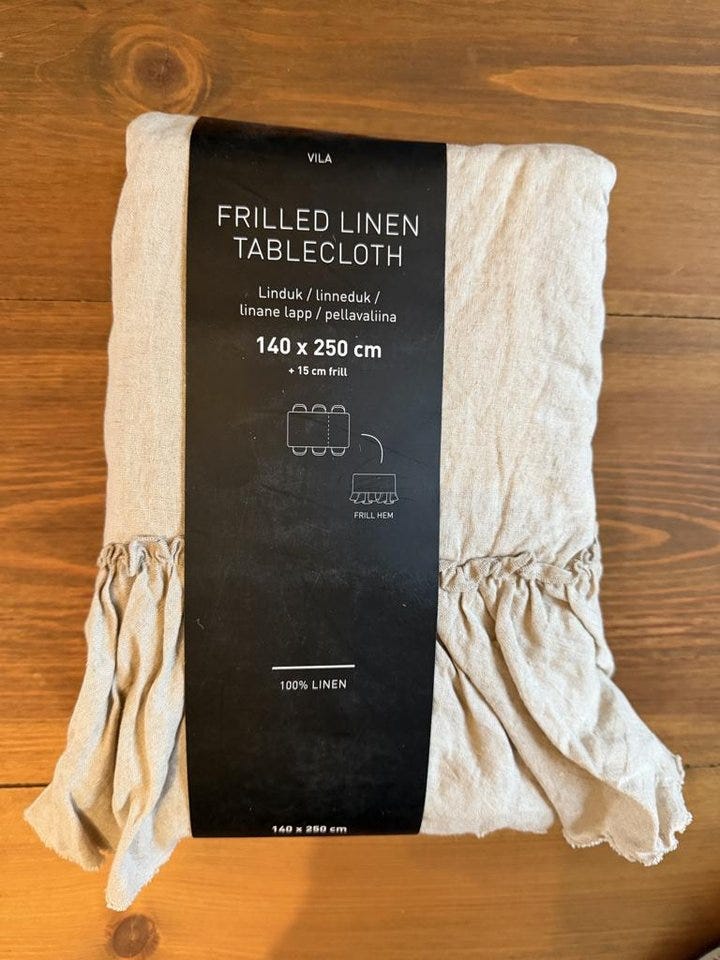 VILA
FRILLED LINEN
TABLECLOTH
Linduk / linneduk /
linane lapp / pellavaliina
140 x 250 cm
+ 15 cm frill
FRILL HEM
100% LINEN
140 x 250 cm